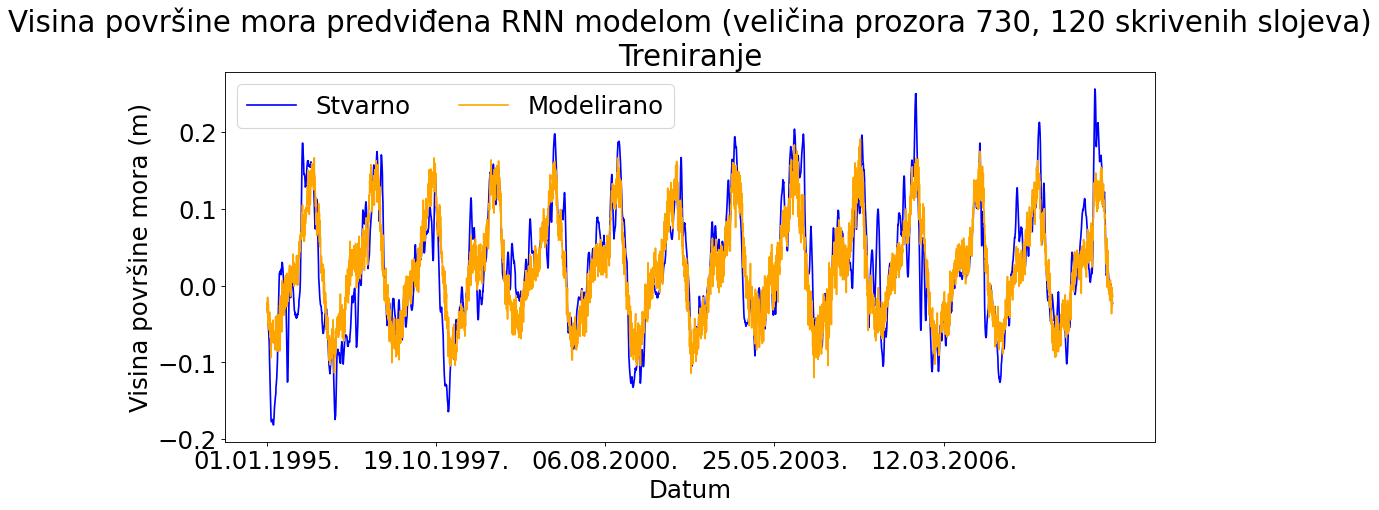 Visina površine mora predviđena RNN modelom (veličina prozora 730, 120 skrivenih slojeva)
Treniranje
Stvarno Modelirano
Visina površine mora (m)
0.2
0.1
0.0
−0.1
−0.2
01.01.1995. 19.10.1997. 06.08.2000. 25.05.2003. 12.03.2006.
Datum